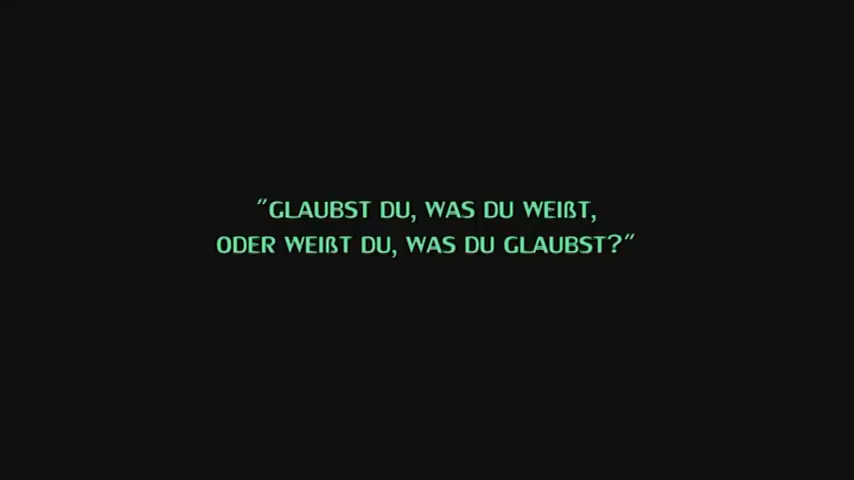 "GLAUBST DU, WAS DU WEIßT,
ODER WEIßT DU, WAS DU GLAUBST?"